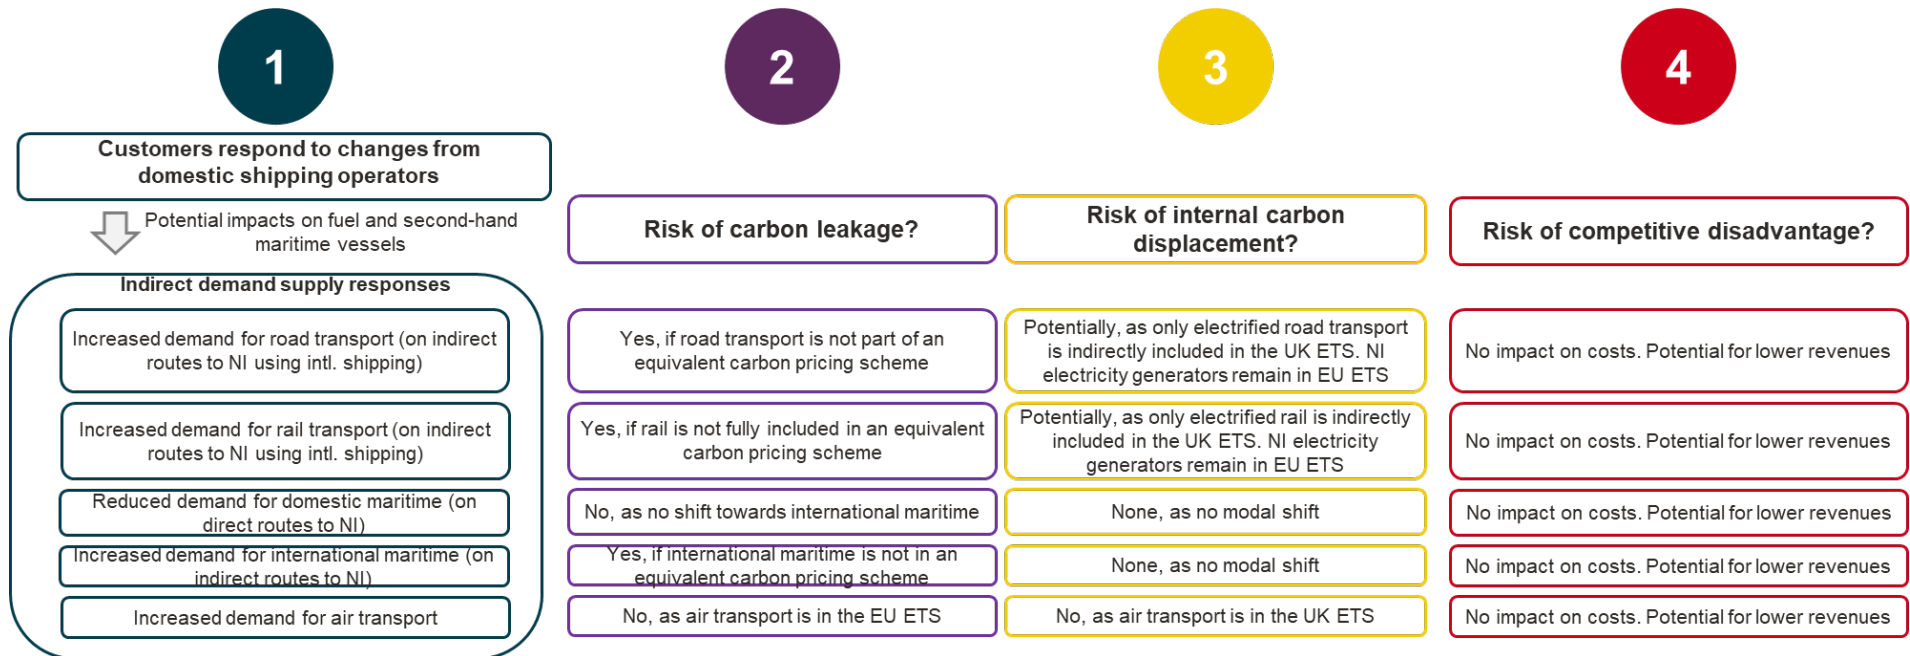 1
2
3
4
Customers respond to changes from
domestic shipping operators
Potential impacts on fuel and second-hand
maritime vessels
Risk of carbon leakage?
Risk of internal carbon
displacement?
Risk of competitive disadvantage?
Indirect demand supply responses
Increased demand for road transport (on indirect
routes to NI using intl. shipping)
Yes, if road transport is not part of an
equivalent carbon pricing scheme
Potentially, as only electrified road transport
is indirectly included in the UK ETS. NI
electricity generators remain in EU ETS
No impact on costs. Potential for lower revenues
Increased demand for rail transport (on indirect
routes to NI using intl. shipping)
Yes, if rail is not fully included in an equivalent
carbon pricing scheme
Potentially, as only electrified rail is indirectly
included in the UK ETS. NI electricity
generators remain in EU ETS
No impact on costs. Potential for lower revenues
Reduced demand for domestic maritime (on
direct routes to NI)
No, as no shift towards international maritime
None, as no modal shift
No impact on costs. Potential for lower revenues
Increased demand for international maritime (on
indirect routes to NI)
Yes, if international maritime is not in an
equivalent carbon pricing scheme
None, as no modal shift
No impact on costs. Potential for lower revenues
Increased demand for air transport
No, as air transport is in the EU ETS
No, as air transport is in the UK ETS
No impact on costs. Potential for lower revenues